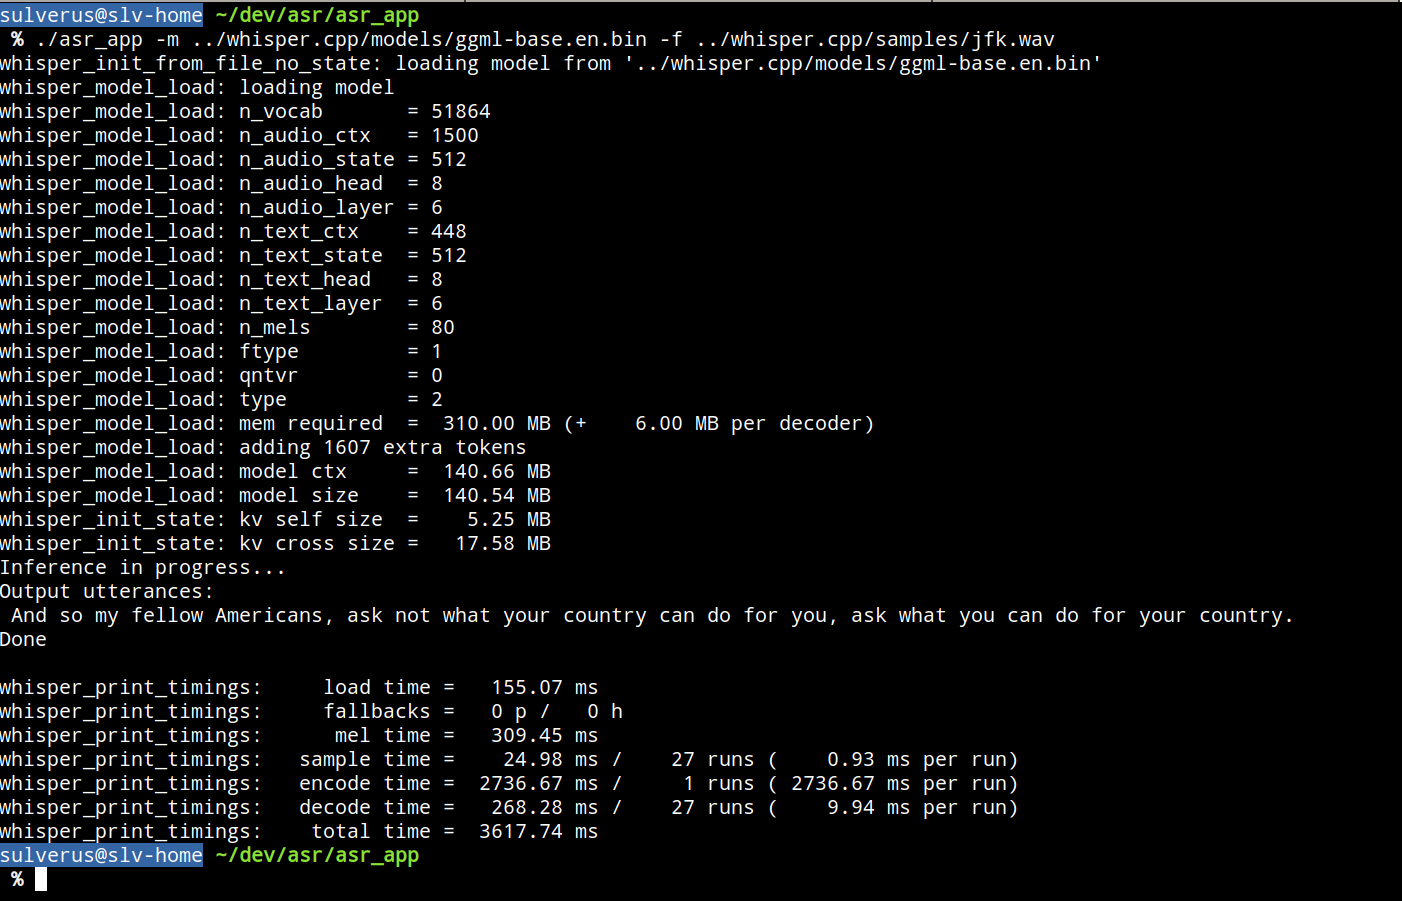 sulverus@slv-home ~/dev/asr/asr_app
 % ./asr_app -m ../whisper.cpp/models/ggml-base.en.bin -f ../whisper.cpp/samples/jfk.wav
whisper_init_from_file_no_state: loading model from '../whisper.cpp/models/ggml-base.en.bin'
whisper_model_load: loading model
whisper_model_load: n_vocab       = 51864
whisper_model_load: n_audio_ctx   = 1500
whisper_model_load: n_audio_state = 512
whisper_model_load: n_audio_head  = 8
whisper_model_load: n_audio_layer = 6
whisper_model_load: n_text_ctx    = 448
whisper_model_load: n_text_state  = 512
whisper_model_load: n_text_head   = 8
whisper_model_load: n_text_layer  = 6
whisper_model_load: n_mels        = 80
whisper_model_load: ftype         = 1
whisper_model_load: qntvr         = 0
whisper_model_load: type          = 2
whisper_model_load: mem required  =  310.00 MB (+    6.00 MB per decoder)
whisper_model_load: adding 1607 extra tokens
whisper_model_load: model ctx     =  140.66 MB
whisper_model_load: model size    =  140.54 MB
whisper_init_state: kv self size  =    5.25 MB
whisper_init_state: kv cross size =   17.58 MB
Inference in progress...
Output utterances:
 And so my fellow Americans, ask not what your country can do for you, ask what you can do for your country.
Done

whisper_print_timings:     load time =   155.07 ms
whisper_print_timings:     fallbacks =   0 p /   0 h
whisper_print_timings:      mel time =   309.45 ms
whisper_print_timings:   sample time =    24.98 ms /    27 runs (    0.93 ms per run)
whisper_print_timings:   encode time =  2736.67 ms /     1 runs ( 2736.67 ms per run)
whisper_print_timings:   decode time =   268.28 ms /    27 runs (    9.94 ms per run)
whisper_print_timings:    total time =  3617.74 ms
sulverus@slv-home ~/dev/asr/asr_app
 %